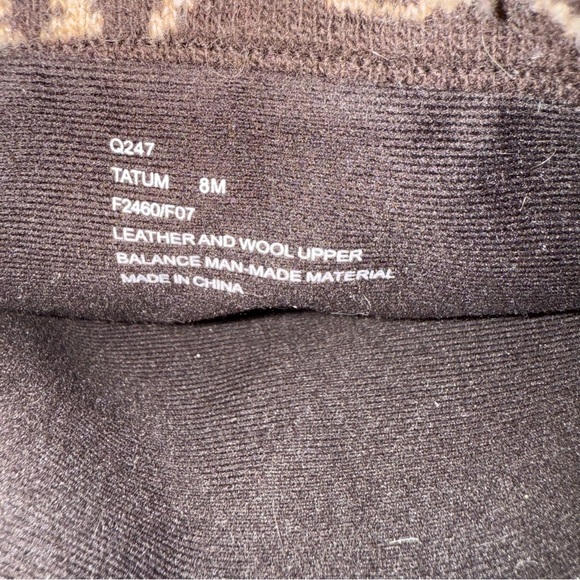 Q247
TATUM 8M
F2460/F07
LEATHER AND WOOL UPPER
BALANCE MAN-MADE MATERIAL
MADE IN CHINA